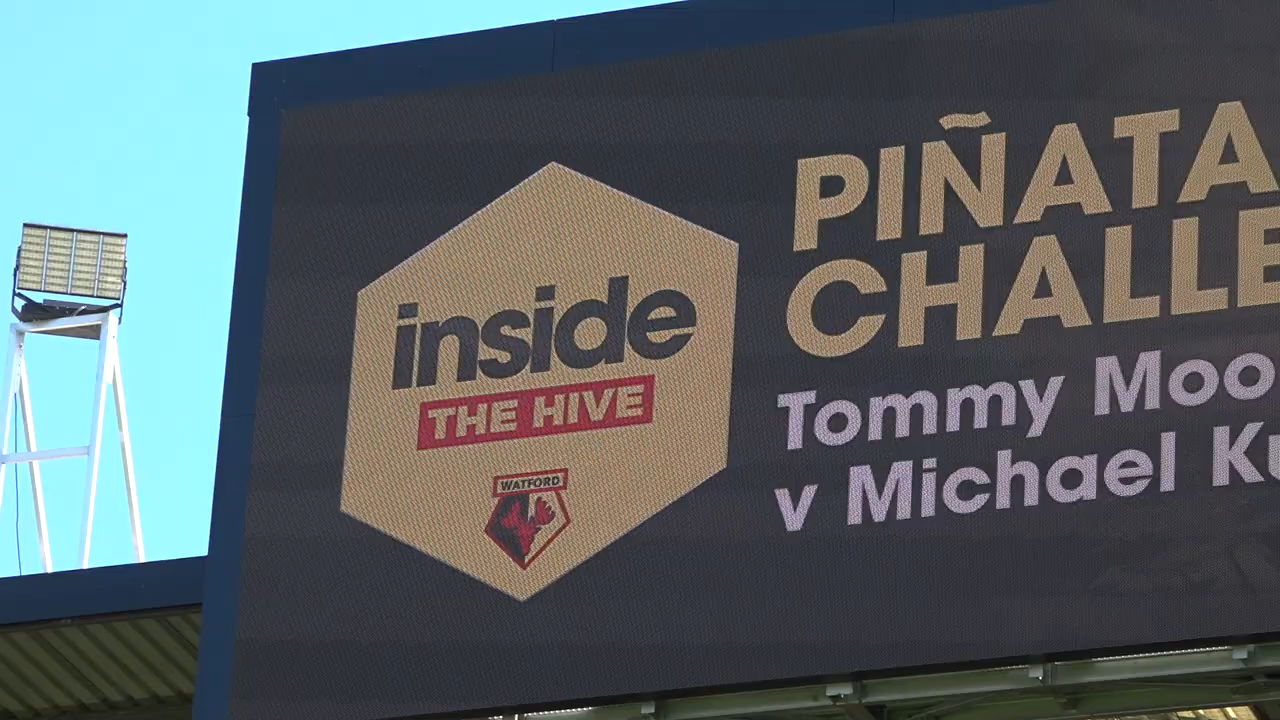 inside
THE HIVE
WATFORD
PIÑATA
CHALLE
Tommy Moo
v Michael Ku